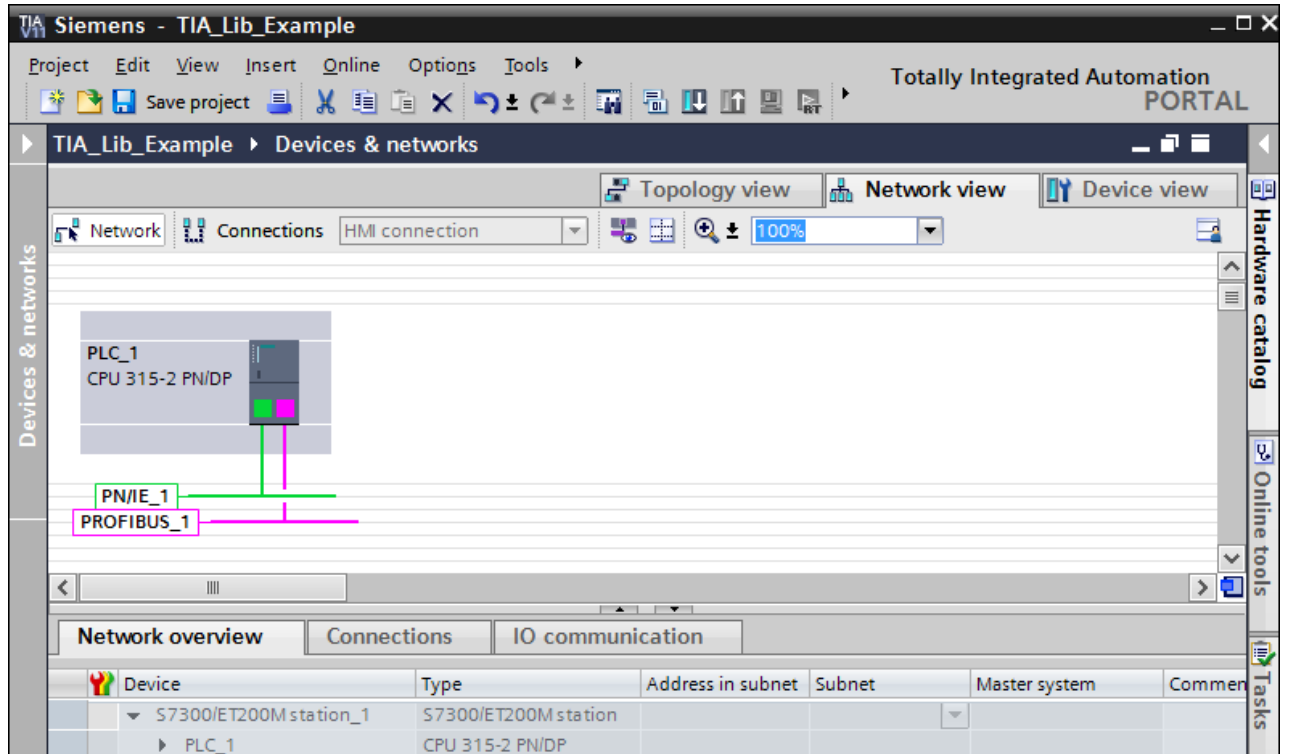 TIA V11 Siemens - TIA_Lib_Example
Project Edit View Insert Online Options Tools
Totally Integrated Automation
PORTAL
Save project
TIA_Lib_Example Devices & networks
Topology view Network view Device view
Network Connections HMI connection 100%
Devices & networks
PLC_1
CPU 315-2 PN/DP
PN/IE_1
PROFIBUS_1
Hardware catalog
Online tools
Tasks
Network overview Connections IO communication
Device Type Address in subnet Subnet Master system Commen
S7300/ET200M station_1 S7300/ET200M station
PLC_1 CPU 315-2 PN/DP